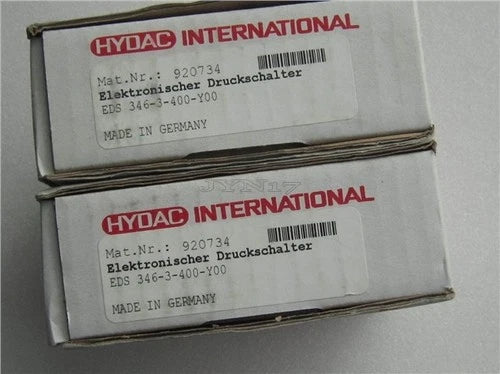 HYDAC INTERNATIONAL
Mat.Nr.: 920734
Elektronischer Druckschalter
EDS 346-3-400-Y00
MADE IN GERMANY
JYN17
HYDAC INTERNATIONAL
Mat.Nr.: 920734
Elektronischer Druckschalter
EDS 346-3-400-Y00
MADE IN GERMANY